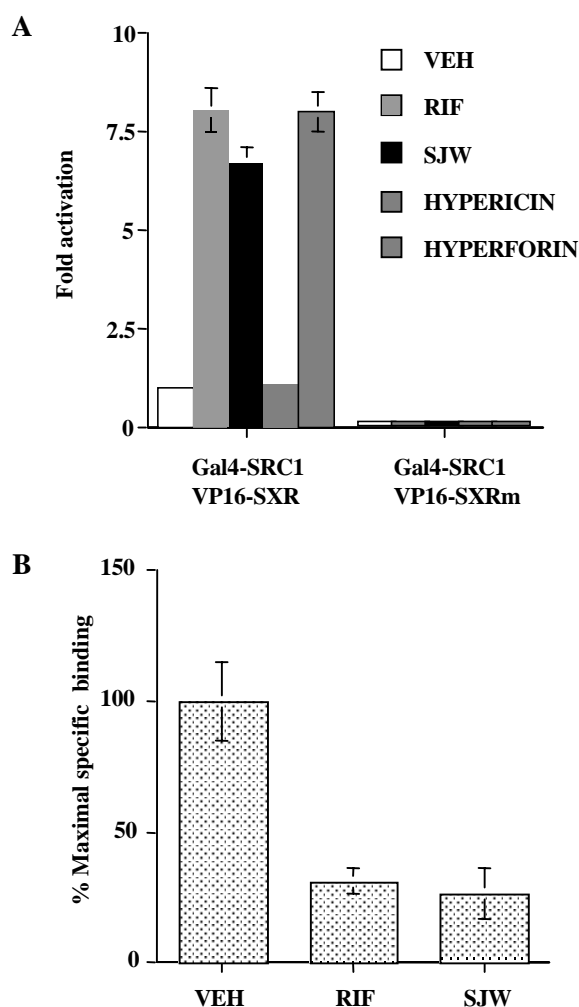 A
10
7.5
5
2.5
0
Fold activation
VEH
RIF
SJW
HYPERICIN
HYPERFORIN
Gal4-SRC1
VP16-SXR
Gal4-SRC1
VP16-SXRm
B
150
100
50
0
% Maximal specific binding
VEH
RIF
SJW